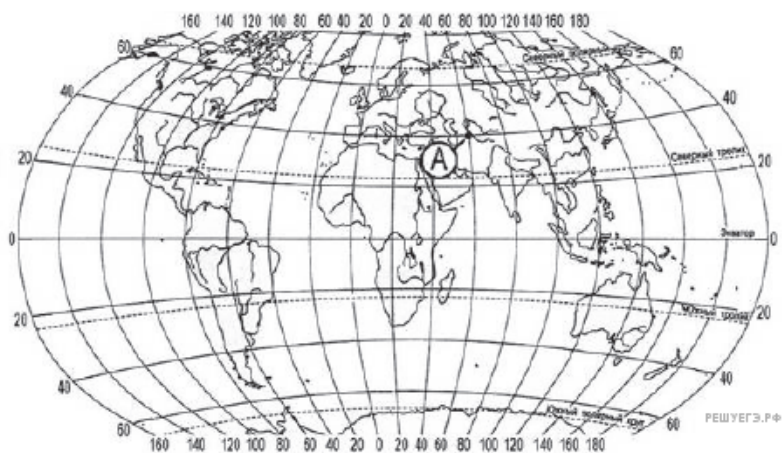 160 140 120 100 80 60 40 20 0 20 40 60 80 100 120 140 160 180
60 Северный полярный круг 60
40 40
20 Северный тропик 20
А
0 Экватор 0
20 Южный тропик 20
40 40
60 Южный полярный круг 60
РЕШУЕГЭ.РФ
160 140 120 100 80 60 40 20 0 20 40 60 80 100 120 140 160 180